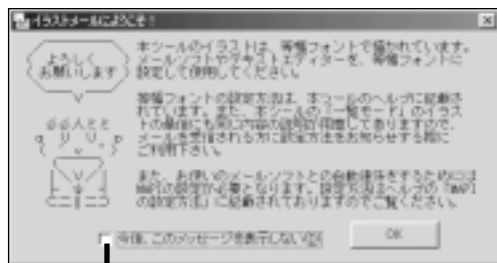 イラストメールにようこそ！
よろしく
お願いします
本ツールのイラストは、等幅フォントで描かれています。
メールソフトやテキストエディターを、等幅フォントに
設定して使用してください。
等幅フォントの設定方法は、本ツールのヘルプに記載さ
れています。また、本ツールの「一覧モード」のイラス
トの最後にも同じ内容の説明が用意してありますので、
メールを受信される方に設定方法をお知らせする際に
ご利用下さい。
また、お使いのメールソフトとの自動連携をするためには
MAPIの設定が必要となります。設定方法はヘルプの「MAPI
の設定方法」に記載されておりますのでご覧ください。
今後、このメッセージを表示しない(D)
OK